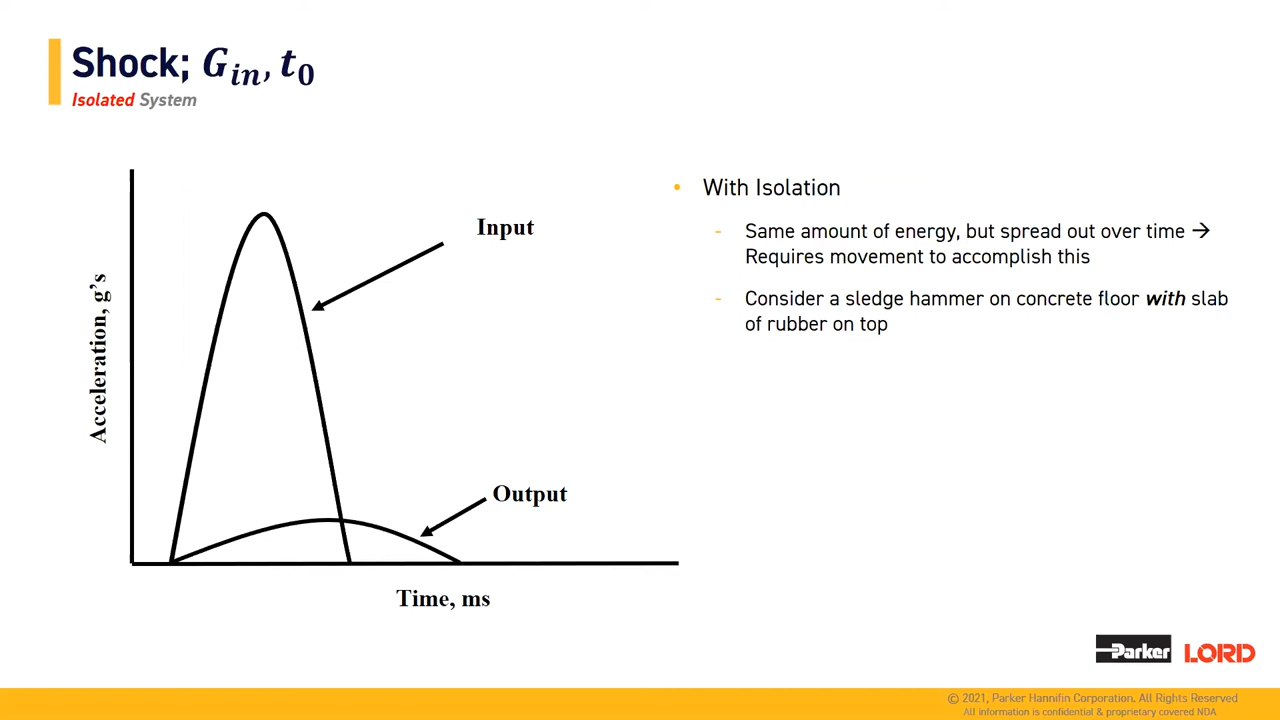 Shock; G_in, t_0
Isolated System
Acceleration, g's
Input
Output
Time, ms
• With Isolation
- Same amount of energy, but spread out over time →
Requires movement to accomplish this
- Consider a sledge hammer on concrete floor with slab
of rubber on top
Parker LORD
© 2021, Parker Hannifin Corporation. All Rights Reserved
All information is confidential & proprietary covered NDA